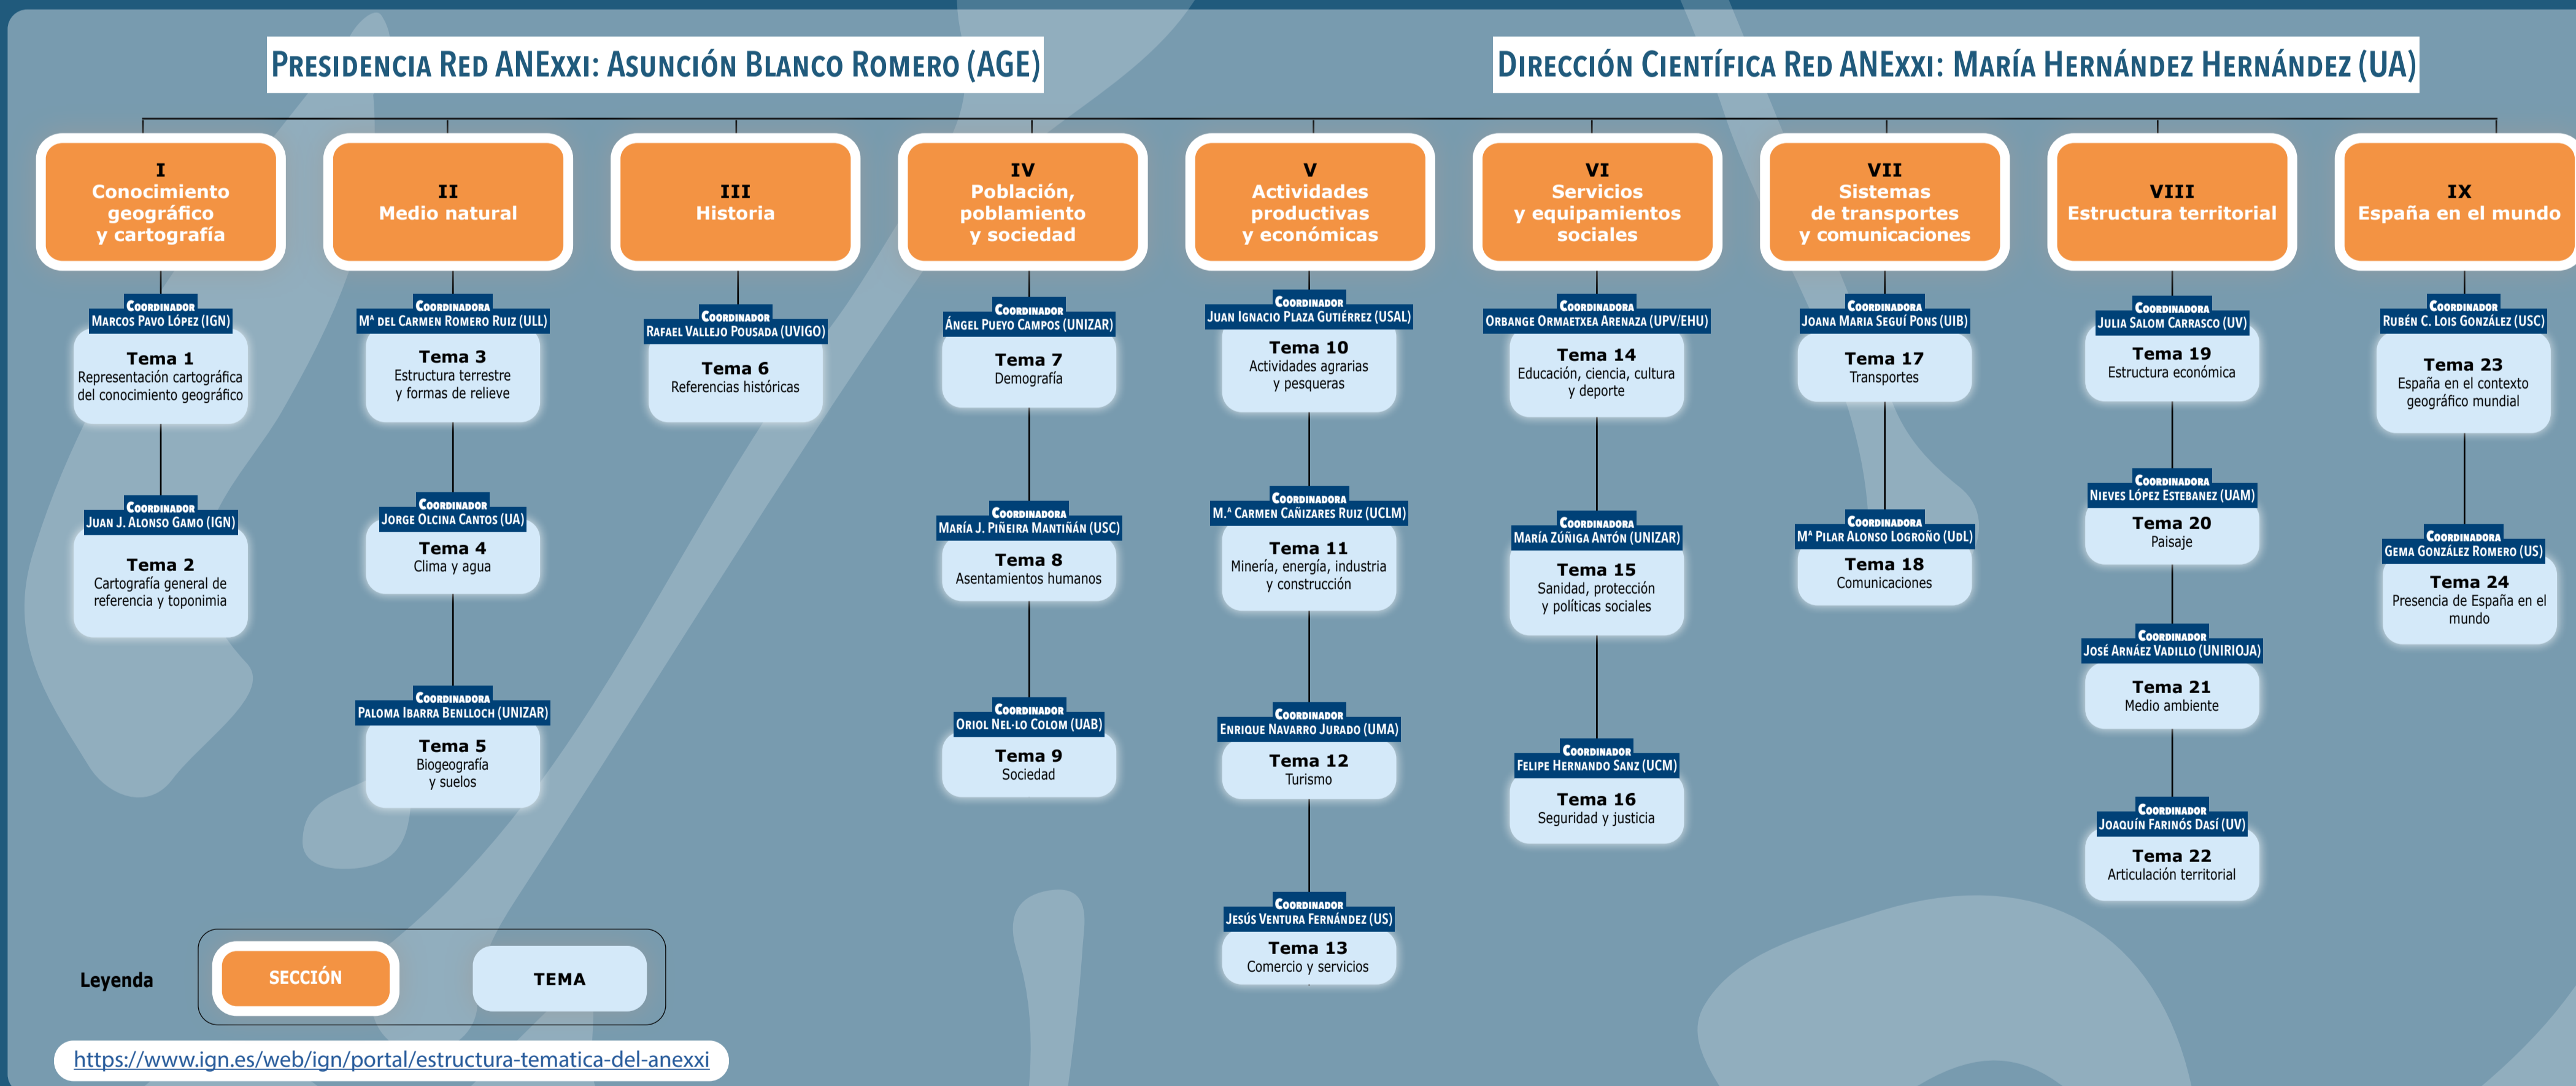 Presidencia Red ANExxi: Asunción Blanco Romero (AGE)
Dirección Científica Red ANExxi: María Hernández Hernández (UA)
I
Conocimiento
geográfico
y cartografía
Coordinador
Marcos Pavo López (IGN)
Tema 1
Representación cartográfica
del conocimiento geográfico
Coordinador
Juan J. Alonso Gamo (IGN)
Tema 2
Cartografía general de
referencia y toponimia
II
Medio natural
Coordinadora
Mª del Carmen Romero Ruiz (ULL)
Tema 3
Estructura terrestre
y formas de relieve
Coordinador
Jorge Olcina Cantos (UA)
Tema 4
Clima y agua
Coordinadora
Paloma Ibarra Benlloch (UNIZAR)
Tema 5
Biogeografía
y suelos
III
Historia
Coordinador
Rafael Vallejo Pousada (UVIGO)
Tema 6
Referencias históricas
IV
Población,
poblamiento
y sociedad
Coordinador
Ángel Pueyo Campos (UNIZAR)
Tema 7
Demografía
Coordinadora
María J. Piñeira Mantiñán (USC)
Tema 8
Asentamientos humanos
Coordinador
Oriol Nel·lo Colom (UAB)
Tema 9
Sociedad
V
Actividades
productivas
y económicas
Coordinador
Juan Ignacio Plaza Gutiérrez (USAL)
Tema 10
Actividades agrarias
y pesqueras
Coordinadora
M.ª Carmen Cañizares Ruiz (UCLM)
Tema 11
Minería, energía, industria
y construcción
Coordinador
Enrique Navarro Jurado (UMA)
Tema 12
Turismo
Coordinador
Jesús Ventura Fernández (US)
Tema 13
Comercio y servicios
VI
Servicios
y equipamientos
sociales
Coordinadora
Orbange Ormaetxea Arenaza (UPV/EHU)
Tema 14
Educación, ciencia, cultura
y deporte
Coordinadora
María Zúñiga Antón (UNIZAR)
Tema 15
Sanidad, protección
y políticas sociales
Coordinador
Felipe Hernando Sanz (UCM)
Tema 16
Seguridad y justicia
VII
Sistemas
de transportes
y comunicaciones
Coordinadora
Joana Maria Seguí Pons (UIB)
Tema 17
Transportes
Coordinadora
Mª Pilar Alonso Logroño (UdL)
Tema 18
Comunicaciones
VIII
Estructura territorial
Coordinadora
Julia Salom Carrasco (UV)
Tema 19
Estructura económica
Coordinadora
Nieves López Estebanez (UAM)
Tema 20
Paisaje
Coordinador
José Arnáez Vadillo (UNIRIOJA)
Tema 21
Medio ambiente
Coordinador
Joaquín Farinós Dasí (UV)
Tema 22
Articulación territorial
IX
España en el mundo
Coordinador
Rubén C. Lois González (USC)
Tema 23
España en el contexto
geográfico mundial
Coordinadora
Gema González Romero (US)
Tema 24
Presencia de España en el
mundo
Leyenda
SECCIÓN
TEMA
https://www.ign.es/web/ign/portal/estructura-tematica-del-anexxi